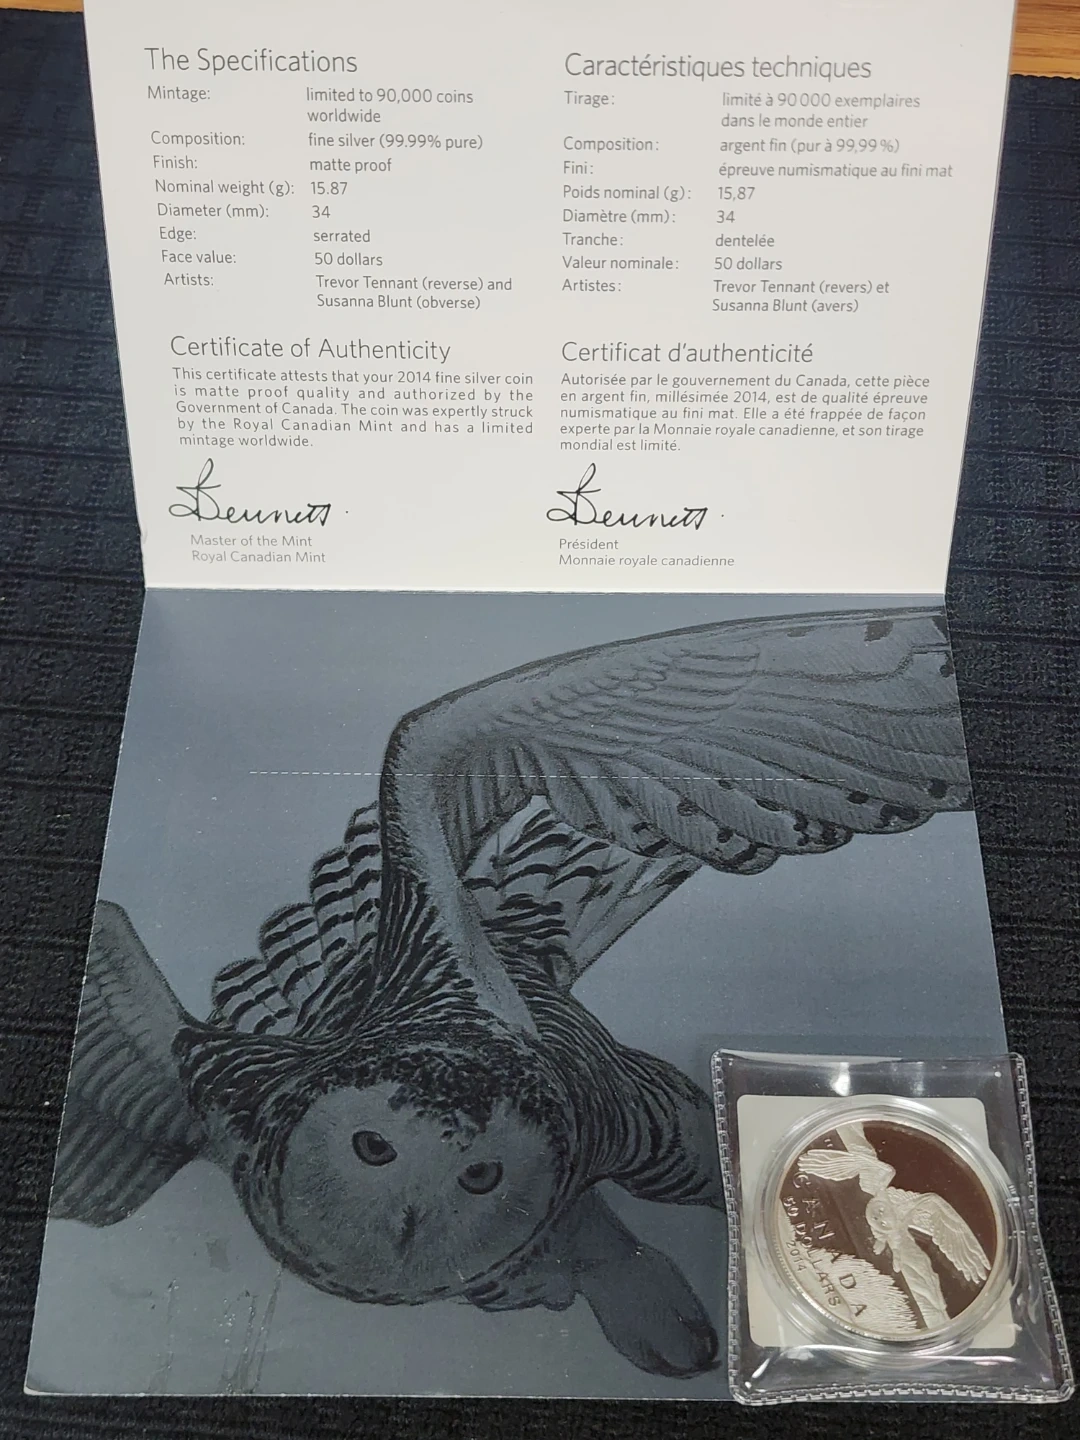 The Specifications
Mintage: limited to 90,000 coins
worldwide
Composition: fine silver (99.99% pure)
Finish: matte proof
Nominal weight (g): 15.87
Diameter (mm): 34
Edge: serrated
Face value: 50 dollars
Artists: Trevor Tennant (reverse) and
Susanna Blunt (obverse)
Certificate of Authenticity
This certificate attests that your 2014 fine silver coin
is matte proof quality and authorized by the
Government of Canada. The coin was expertly struck
by the Royal Canadian Mint and has a limited
mintage worldwide.
Bennett
Master of the Mint
Royal Canadian Mint
Caractéristiques techniques
Tirage : limité à 90 000 exemplaires
dans le monde entier
Composition : argent fin (pur à 99,99 %)
Fini : épreuve numismatique au fini mat
Poids nominal (g) : 15,87
Diamètre (mm) : 34
Tranche : dentelée
Valeur nominale : 50 dollars
Artistes : Trevor Tennant (revers) et
Susanna Blunt (avers)
Certificat d'authenticité
Autorisée par le gouvernement du Canada, cette pièce
en argent fin, millésimée 2014, est de qualité épreuve
numismatique au fini mat. Elle a été frappée de façon
experte par la Monnaie royale canadienne, et son tirage
mondial est limité.
Bennett
Président
Monnaie royale canadienne
CANADA
50 DOLLARS
2014